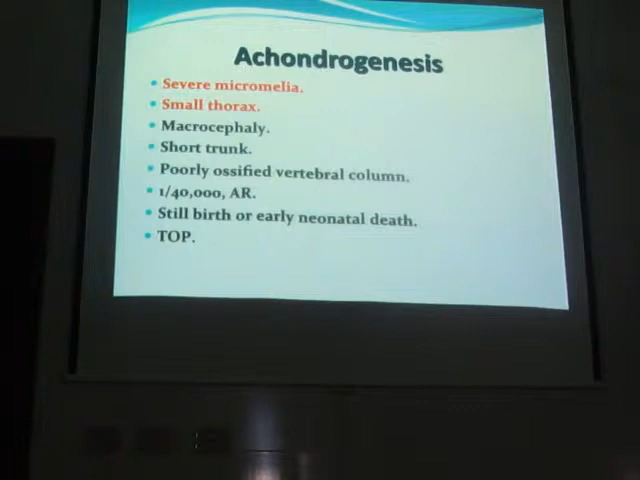 Achondrogenesis
• Severe micromelia.
• Small thorax.
• Macrocephaly.
• Short trunk.
• Poorly ossified vertebral column.
• 1/40,000, AR.
• Still birth or early neonatal death.
• TOP.